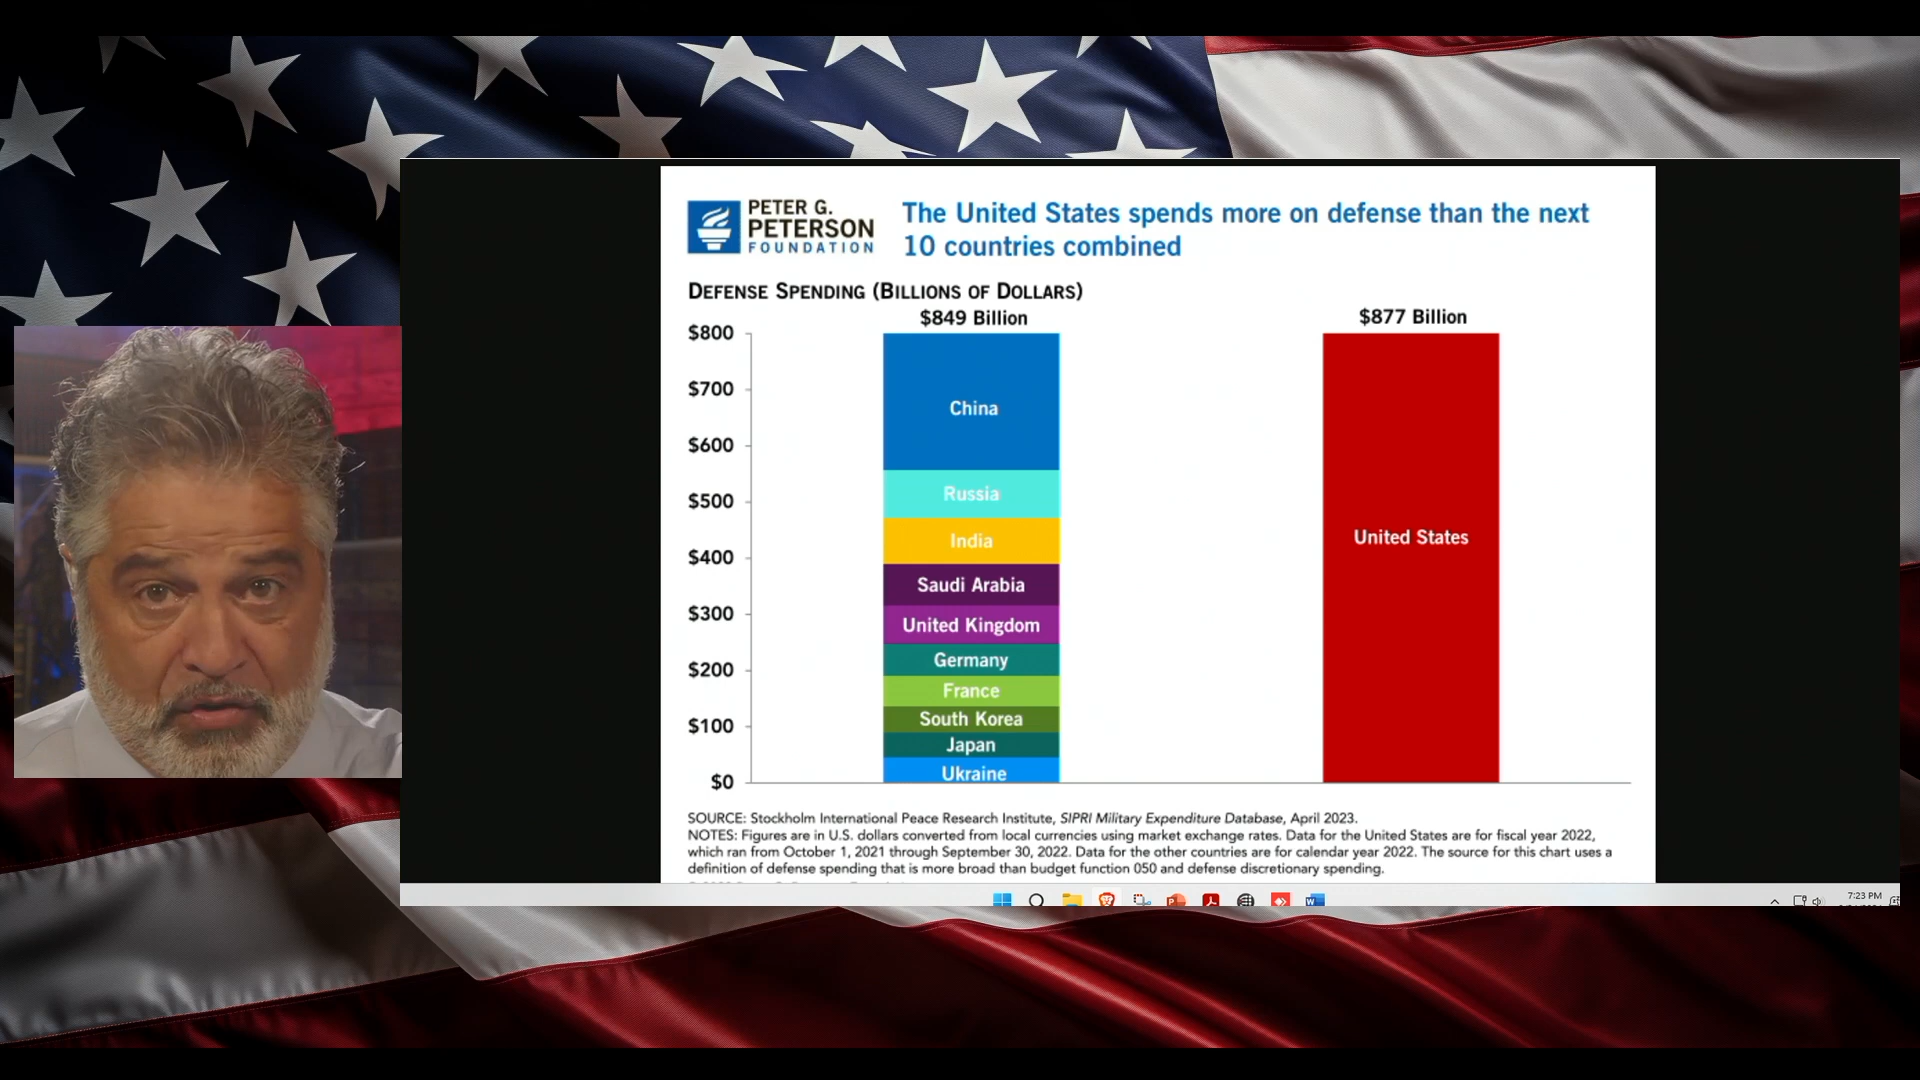 PETER G.
PETERSON
FOUNDATION
The United States spends more on defense than the next
10 countries combined
DEFENSE SPENDING (BILLIONS OF DOLLARS)
$849 Billion
$877 Billion
$800
$700
$600
$500
$400
$300
$200
$100
$0
China
Russia
India
Saudi Arabia
United Kingdom
Germany
France
South Korea
Japan
Ukraine
United States
SOURCE: Stockholm International Peace Research Institute, SIPRI Military Expenditure Database, April 2023.
NOTES: Figures are in U.S. dollars converted from local currencies using market exchange rates. Data for the United States are for fiscal year 2022,
which ran from October 1, 2021 through September 30, 2022. Data for the other countries are for calendar year 2022. The source for this chart uses a
definition of defense spending that is more broad than budget function 050 and defense discretionary spending.
7:23 PM